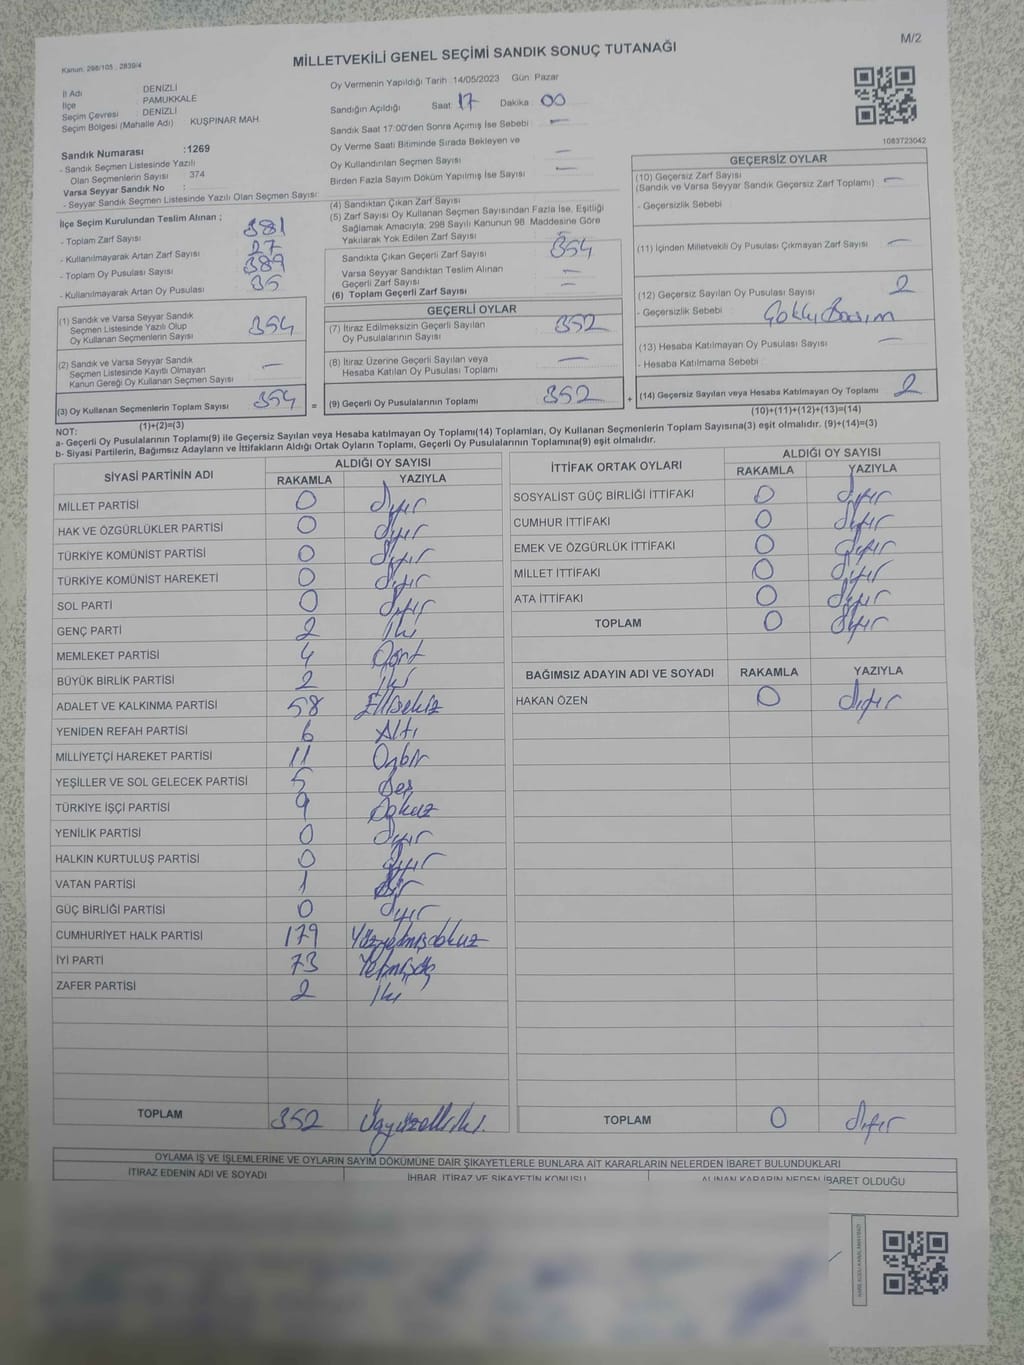 M/2
Kanun: 298/105 , 2839/4
MİLLETVEKİLİ GENEL SEÇİMİ SANDIK SONUÇ TUTANAĞI
İl Adı DENİZLİ
İlçe PAMUKKALE
Seçim Çevresi : DENİZLİ
Seçim Bölgesi (Mahalle Adı) : KUŞPINAR MAH.
Sandık Numarası :1269
- Sandık Seçmen Listesinde Yazılı
Olan Seçmenlerin Sayısı : 374
Varsa Seyyar Sandık No :
- Seyyar Sandık Seçmen Listesinde Yazılı Olan Seçmen Sayısı:
İlçe Seçim Kurulundan Teslim Alınan ;
- Toplam Zarf Sayısı 381
- Kullanılmayarak Artan Zarf Sayısı 27
- Toplam Oy Pusulası Sayısı 389
- Kullanılmayarak Artan Oy Pusulası 35
(1) Sandık ve Varsa Seyyar Sandık
Seçmen Listesinde Yazılı Olup
Oy Kullanan Seçmenlerin Sayısı 354
(2) Sandık ve Varsa Seyyar Sandık
Seçmen Listesinde Kayıtlı Olmayan
Kanun Gereği Oy Kullanan Seçmen Sayısı —
(3) Oy Kullanan Seçmenlerin Toplam Sayısı 354 =
(1)+(2)=(3)
Oy Vermenin Yapıldığı Tarih :14/05/2023 Gün: Pazar
Sandığın Açıldığı Saat: 17 Dakika : 00
Sandık Saat 17:00'den Sonra Açımış İse Sebebi : —
Oy Verme Saati Bitiminde Sırada Bekleyen ve
Oy Kullandırılan Seçmen Sayısı —
Birden Fazla Sayım Döküm Yapılmış İse Sayısı —
(4) Sandıktan Çıkan Zarf Sayısı
(5) Zarf Sayısı Oy Kullanan Seçmen Sayısından Fazla İse, Eşitliği
Sağlamak Amacıyla; 298 Sayılı Kanunun 98. Maddesine Göre
Yakılarak Yok Edilen Zarf Sayısı
Sandıkta Çıkan Geçerli Zarf Sayısı 354
Varsa Seyyar Sandıktan Teslim Alınan
Geçerli Zarf Sayısı —
(6) Toplam Geçerli Zarf Sayısı —
GEÇERLİ OYLAR
(7) İtiraz Edilmeksizin Geçerli Sayılan
Oy Pusulalarının Sayısı 352
(8) İtiraz Üzerine Geçerli Sayılan veya
Hesaba Katılan Oy Pusulası Toplamı —
(9) Geçerli Oy Pusulalarının Toplamı 352 +
1083723042
GEÇERSİZ OYLAR
(10) Geçersiz Zarf Sayısı
(Sandık ve Varsa Seyyar Sandık Geçersiz Zarf Toplamı) —
- Geçersizlik Sebebi :
(11) İçinden Milletvekili Oy Pusulası Çıkmayan Zarf Sayısı —
(12) Geçersiz Sayılan Oy Pusulası Sayısı 2
- Geçersizlik Sebebi :
(13) Hesaba Katılmayan Oy Pusulası Sayısı —
- Hesaba Katılmama Sebebi :
(14) Geçersiz Sayılan veya Hesaba Katılmayan Oy Toplamı 2
(10)+(11)+(12)+(13)=(14)
NOT:
a- Geçerli Oy Pusulalarının Toplamı(9) ile Geçersiz Sayılan veya Hesaba katılmayan Oy Toplamı(14) Toplamları, Oy Kullanan Seçmenlerin Toplam Sayısına(3) eşit olmalıdır. (9)+(14)=(3)
b- Siyasi Partilerin, Bağımsız Adayların ve İttifakların Aldığı Ortak Oyların Toplamı, Geçerli Oy Pusulalarının Toplamına(9) eşit olmalıdır.
SİYASİ PARTİNİN ADI ALDIĞI OY SAYISI
RAKAMLA YAZIYLA
MİLLET PARTİSİ 0 Sıfır
HAK VE ÖZGÜRLÜKLER PARTİSİ 0 Sıfır
TÜRKİYE KOMÜNİST PARTİSİ 0 Sıfır
TÜRKİYE KOMÜNİST HAREKETİ 0 Sıfır
SOL PARTİ 0 Sıfır
GENÇ PARTİ 2 İki
MEMLEKET PARTİSİ 4 Dört
BÜYÜK BİRLİK PARTİSİ 2 İki
ADALET VE KALKINMA PARTİSİ 58 Ellisekiz
YENİDEN REFAH PARTİSİ 6 Altı
MİLLİYETÇİ HAREKET PARTİSİ 11 Onbir
YEŞİLLER VE SOL GELECEK PARTİSİ 5 Beş
TÜRKİYE İŞÇİ PARTİSİ 9 Dokuz
YENİLİK PARTİSİ 0 Sıfır
HALKIN KURTULUŞ PARTİSİ 0 Sıfır
VATAN PARTİSİ 1 Bir
GÜÇ BİRLİĞİ PARTİSİ 0 Sıfır
CUMHURİYET HALK PARTİSİ 179 Yüzyetmişdokuz
İYİ PARTİ 73 Yetmişüç
ZAFER PARTİSİ 2 İki
TOPLAM 352 Üçyüzelliiki.
İTTİFAK ORTAK OYLARI ALDIĞI OY SAYISI
RAKAMLA YAZIYLA
SOSYALİST GÜÇ BİRLİĞİ İTTİFAKI 0 Sıfır
CUMHUR İTTİFAKI 0 Sıfır
EMEK VE ÖZGÜRLÜK İTTİFAKI 0 Sıfır
MİLLET İTTİFAKI 0 Sıfır
ATA İTTİFAKI 0 Sıfır
TOPLAM 0 Sıfır
BAĞIMSIZ ADAYIN ADI VE SOYADI RAKAMLA YAZIYLA
HAKAN ÖZEN 0 Sıfır
TOPLAM 0 Sıfır
OYLAMA İŞ VE İŞLEMLERİNE VE OYLARIN SAYIM DÖKÜMÜNE DAİR ŞİKAYETLERLE BUNLARA AİT KARARLARIN NELERDEN İBARET BULUNDUKLARI
İTİRAZ EDENİN ADI VE SOYADI İHBAR, İTİRAZ VE ŞİKAYETİN KONUSU ALINAN KARARIN NEDEN İBARET OLDUĞU